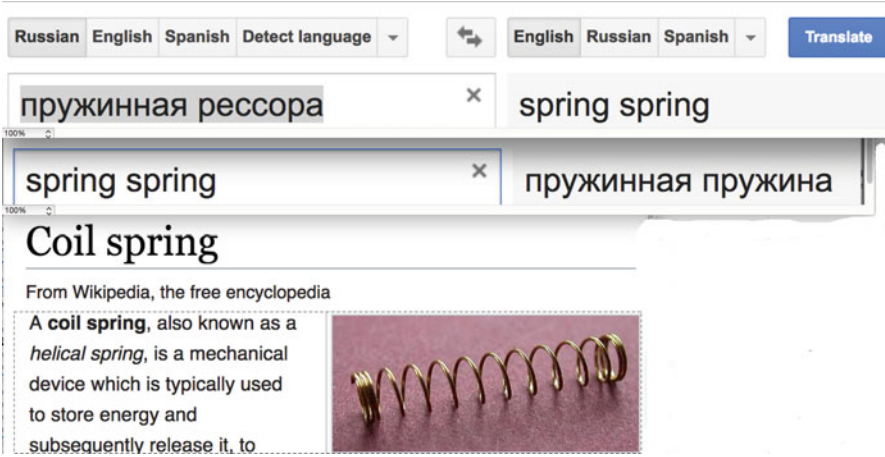 Russian English Spanish Detect language English Russian Spanish Translate
пружинная рессора × spring spring
100%
spring spring × пружинная пружина
100%
Coil spring
From Wikipedia, the free encyclopedia
A coil spring, also known as a
helical spring, is a mechanical
device which is typically used
to store energy and
subsequently release it, to